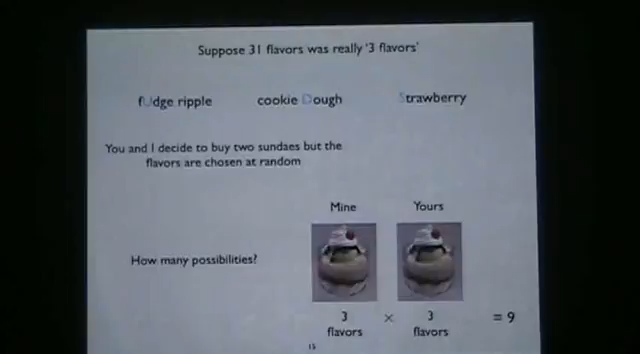 Suppose 31 flavors was really '3 flavors'
fUdge ripple cookie Dough Strawberry
You and I decide to buy two sundaes but the
flavors are chosen at random
Mine Yours
How many possibilities?
3 x 3 = 9
flavors flavors